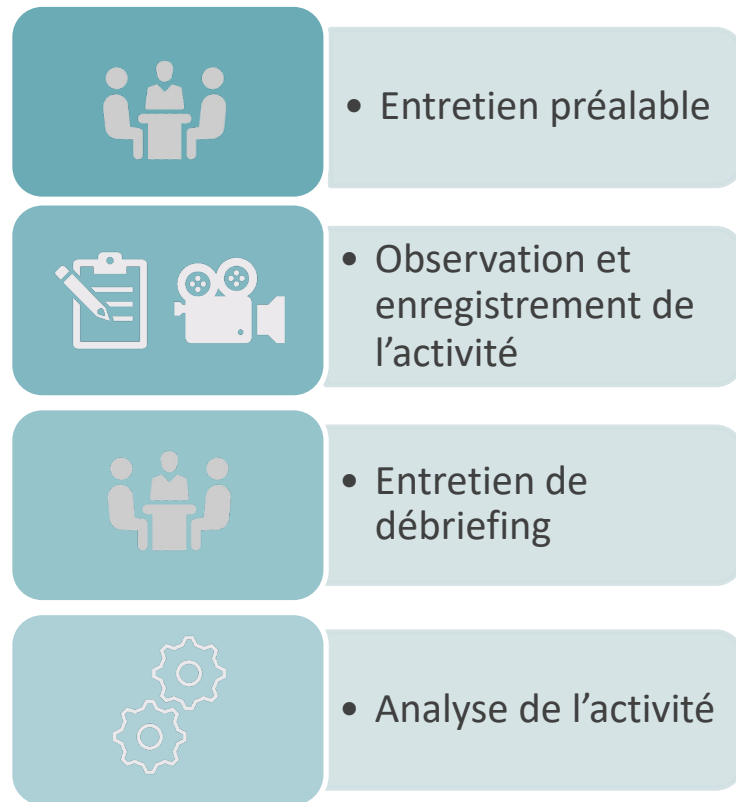 • Entretien préalable
• Observation et
enregistrement de
l’activité
• Entretien de
débriefing
• Analyse de l’activité